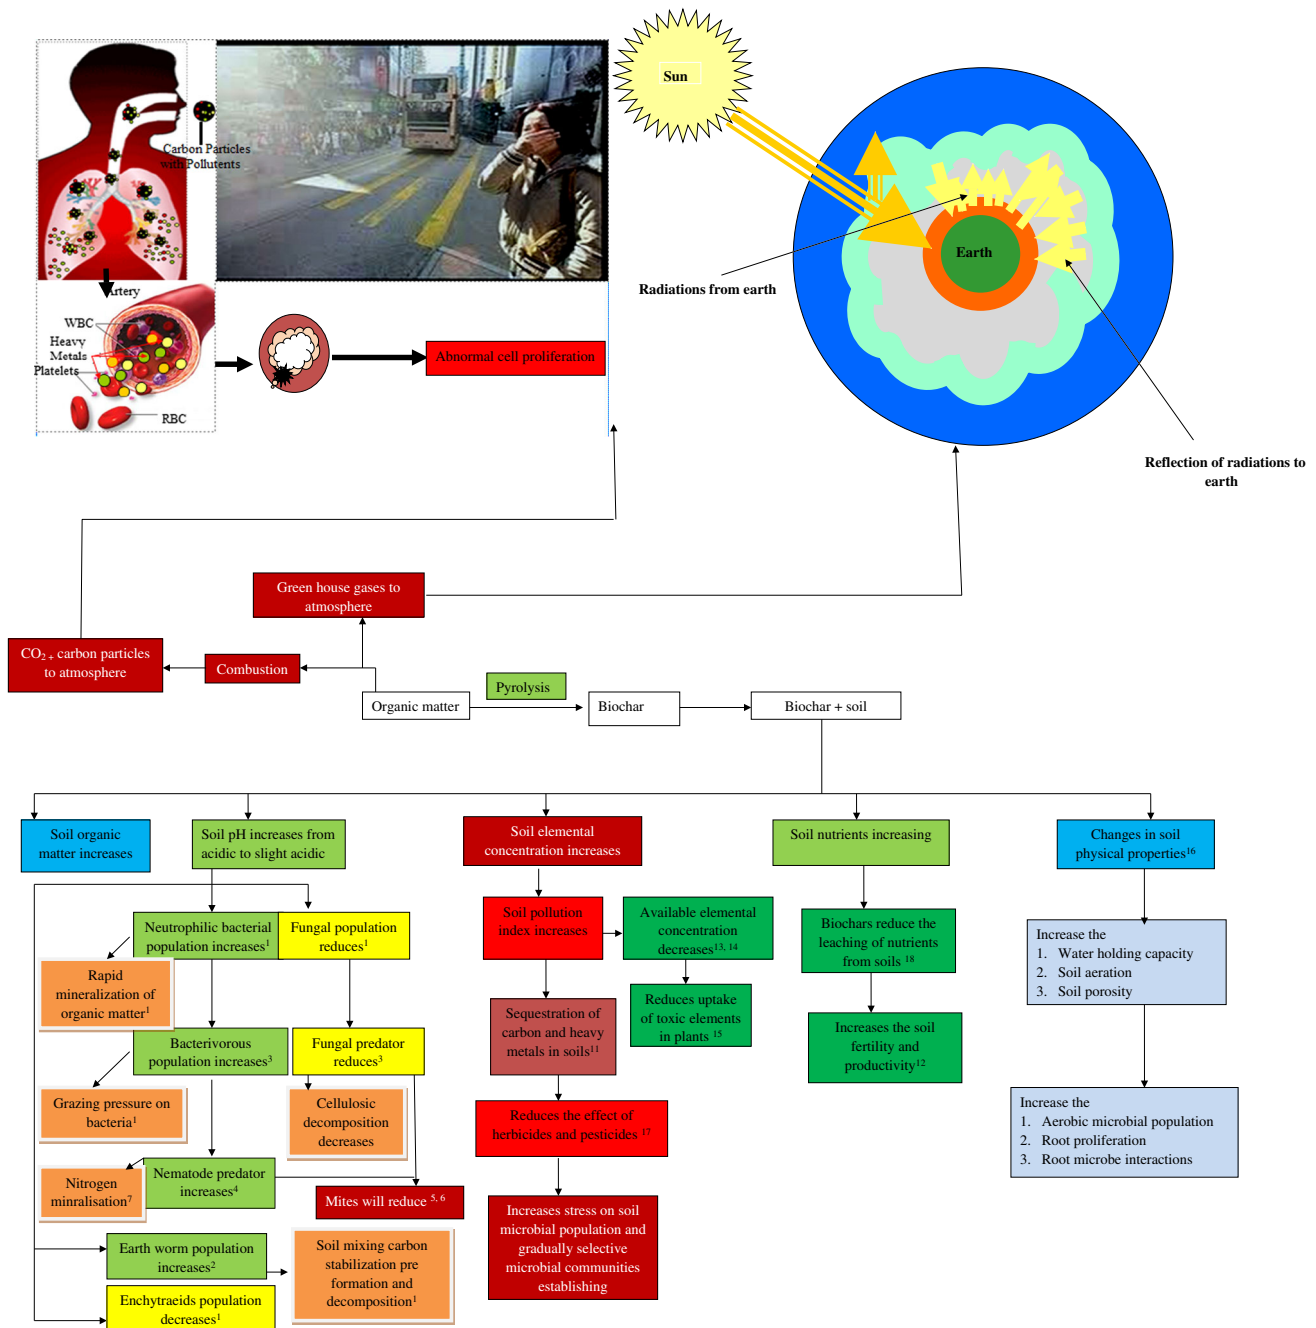 Sun
Carbon Particles
with Pollutents
Earth
Radiations from earth
Artery
WBC
Heavy
Metals
Platelets
RBC
Abnormal cell proliferation
Reflection of radiations to
earth
Green house gases to
atmosphere
CO2 + carbon particles
to atmosphere
Combustion
Pyrolysis
Organic matter
Biochar
Biochar + soil
Soil organic
matter increases
Soil pH increases from
acidic to slight acidic
Soil elemental
concentration increases
Soil nutrients increasing
Changes in soil
physical properties16
Neutrophilic bacterial
population increases1
Fungal population
reduces1
Rapid
mineralization of
organic matter1
Bacterivorous
population increases3
Fungal predator
reduces3
Grazing pressure on
bacteria1
Cellulosic
decomposition
decreases
Nitrogen
minralisation7
Nematode predator
increases4
Mites will reduce 5, 6
Earth worm population
increases2
Soil mixing carbon
stabilization pre
formation and
decomposition1
Enchytraeids population
decreases1
Soil pollution
index increases
Available elemental
concentration
decreases13, 14
Sequestration of
carbon and heavy
metals in soils11
Reduces uptake
of toxic elements
in plants 15
Reduces the effect of
herbicides and pesticides 17
Increases stress on soil
microbial population and
gradually selective
microbial communities
establishing
Biochars reduce the
leaching of nutrients
from soils 18
Increases the soil
fertility and
productivity12
Increase the
1. Water holding capacity
2. Soil aeration
3. Soil porosity
Increase the
1. Aerobic microbial population
2. Root proliferation
3. Root microbe interactions